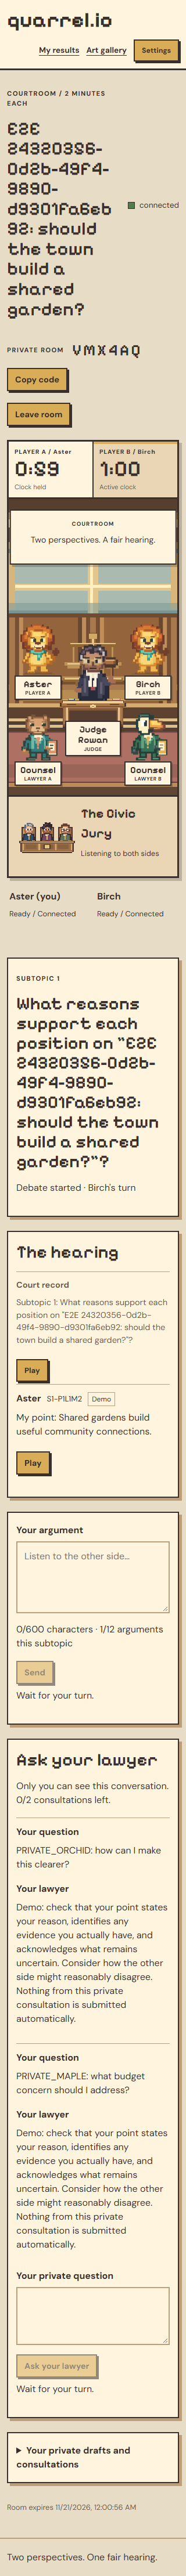 quarrel.io
My results Art gallery Settings
COURTROOM / 2 MINUTES
EACH
E2E
24320356-
0d2b-49f4-
9890-
d9301fa6eb
92: should
the town
build a
shared
garden?
connected
PRIVATE ROOM VMX4AQ
Copy code
Leave room
PLAYER A / Aster
0:59
Clock held
PLAYER B / Birch
1:00
Active clock
COURTROOM
Two perspectives. A fair hearing.
Aster
PLAYER A
Birch
PLAYER B
Judge
Rowan
JUDGE
Counsel
LAWYER A
Counsel
LAWYER B
The Civic
Jury
Listening to both sides
Aster (you)
Ready / Connected
Birch
Ready / Connected
SUBTOPIC 1
What reasons
support each
position on "E2E
24320356-0d2b-
49f4-9890-
d9301fa6eb92:
should the town
build a shared
garden?"?
Debate started · Birch's turn
The hearing
Court record
Subtopic 1: What reasons support each
position on "E2E 24320356-0d2b-
49f4-9890-d9301fa6eb92: should the
town build a shared garden?"?
Play
Aster S1-P1L1M2 Demo
My point: Shared gardens build
useful community connections.
Play
Your argument
Listen to the other side...
0/600 characters · 1/12 arguments
this subtopic
Send
Wait for your turn.
Ask your lawyer
Only you can see this conversation.
0/2 consultations left.
Your question
PRIVATE_ORCHID: how can I make
this clearer?
Your lawyer
Demo: check that your point states
your reason, identifies any
evidence you actually have, and
acknowledges what remains
uncertain. Consider how the other
side might reasonably disagree.
Nothing from this private
consultation is submitted
automatically.
Your question
PRIVATE_MAPLE: what budget
concern should I address?
Your lawyer
Demo: check that your point states
your reason, identifies any
evidence you actually have, and
acknowledges what remains
uncertain. Consider how the other
side might reasonably disagree.
Nothing from this private
consultation is submitted
automatically.
Your private question
Ask your lawyer
Wait for your turn.
Your private drafts and
consultations
Room expires 11/21/2026, 12:00:56 AM
Two perspectives. One fair hearing.